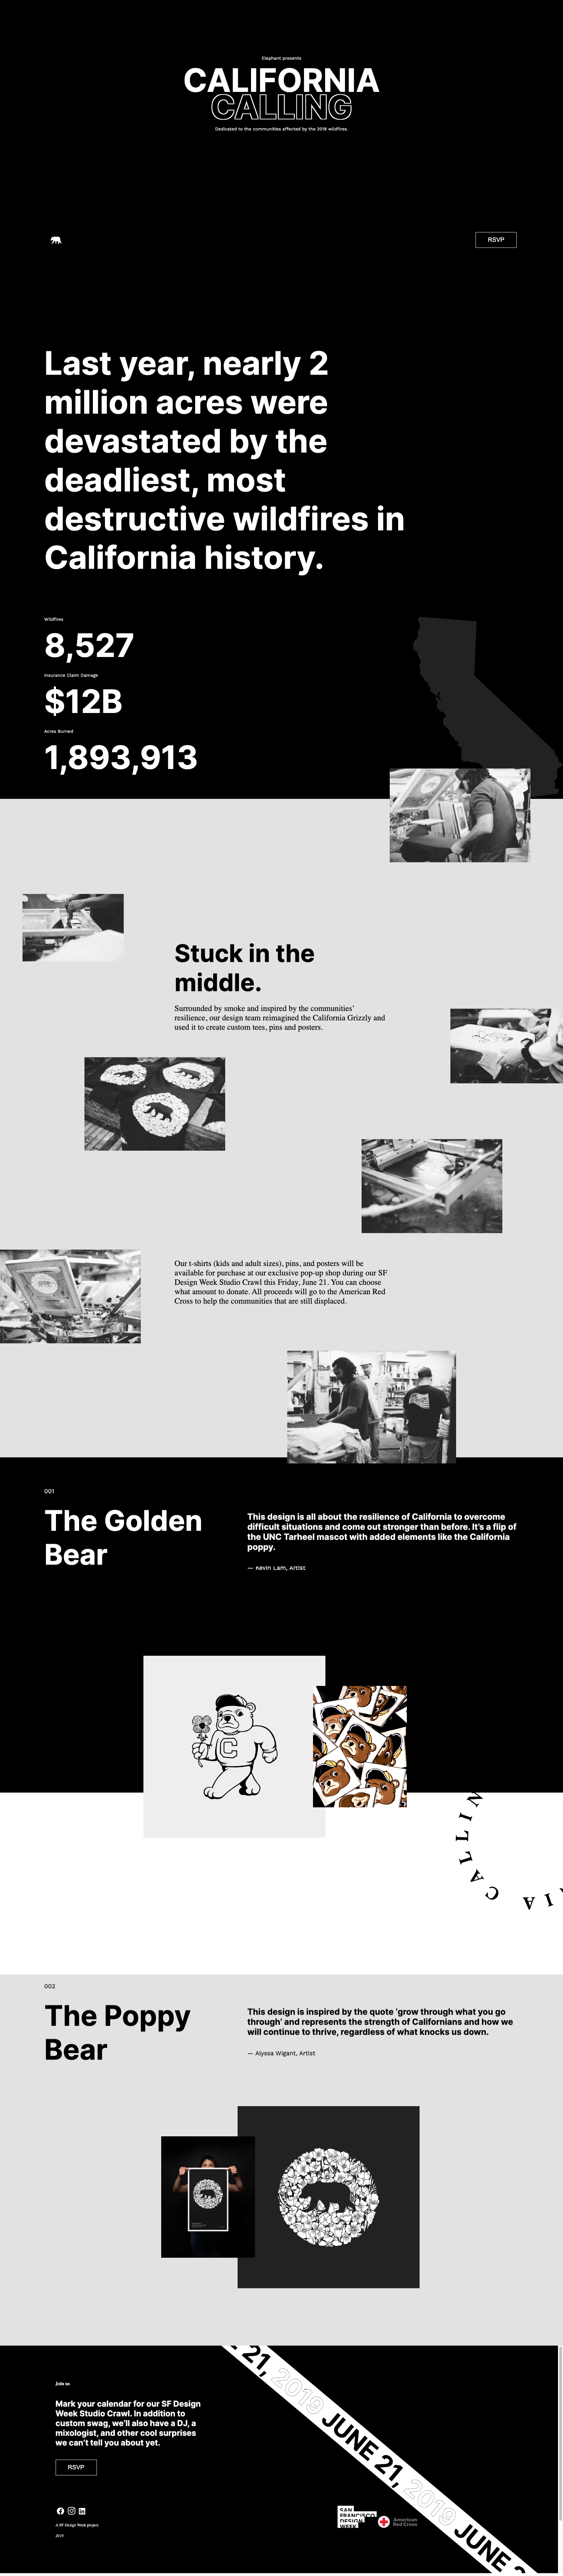 Elephant presents
CALIFORNIA
CALLING
Dedicated to the communities affected by the 2018 wildfires.
RSVP
Last year, nearly 2
million acres were
devastated by the
deadliest, most
destructive wildfires in
California history.
Wildfires
8,527
Insurance Claim Damage
$12B
Acres Burned
1,893,913
Stuck in the
middle.
Surrounded by smoke and inspired by the communities’
resilience, our design team reimagined the California Grizzly and
used it to create custom tees, pins and posters.
Our t-shirts (kids and adult sizes), pins, and posters will be
available for purchase at our exclusive pop-up shop during our SF
Design Week Studio Crawl this Friday, June 21. You can choose
what amount to donate. All proceeds will go to the American Red
Cross to help the communities that are still displaced.
001
The Golden
Bear
This design is all about the resilience of California to overcome
difficult situations and come out stronger than before. It’s a flip of
the UNC Tarheel mascot with added elements like the California
poppy.
— Kevin Lam, Artist
C
IA CALLIN
002
The Poppy
Bear
This design is inspired by the quote ‘grow through what you go
through’ and represents the strength of Californians and how we
will continue to thrive, regardless of what knocks us down.
— Alyssa Wigant, Artist
21, 2019 JUNE 21, 2019 JUNE 2
Join us
Mark your calendar for our SF Design
Week Studio Crawl. In addition to
custom swag, we’ll also have a DJ, a
mixologist, and other cool surprises
we can’t tell you about yet.
RSVP
SAN
FRANCISCO
DESIGN
WEEK
American
Red Cross
A SF Design Week project.
2019